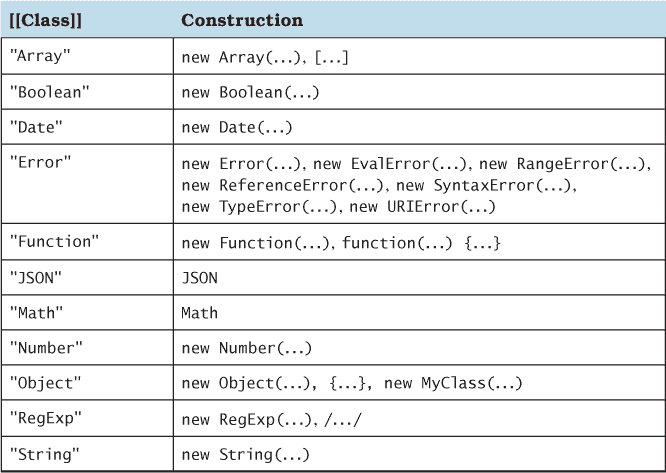 [[Class]] Construction
"Array" new Array(...), [...]
"Boolean" new Boolean(...)
"Date" new Date(...)
"Error" new Error(...), new EvalError(...), new RangeError(...),
new ReferenceError(...), new SyntaxError(...),
new TypeError(...), new URIError(...)
"Function" new Function(...), function(...) {...}
"JSON" JSON
"Math" Math
"Number" new Number(...)
"Object" new Object(...), {...}, new MyClass(...)
"RegExp" new RegExp(...), /.../
"String" new String(...)